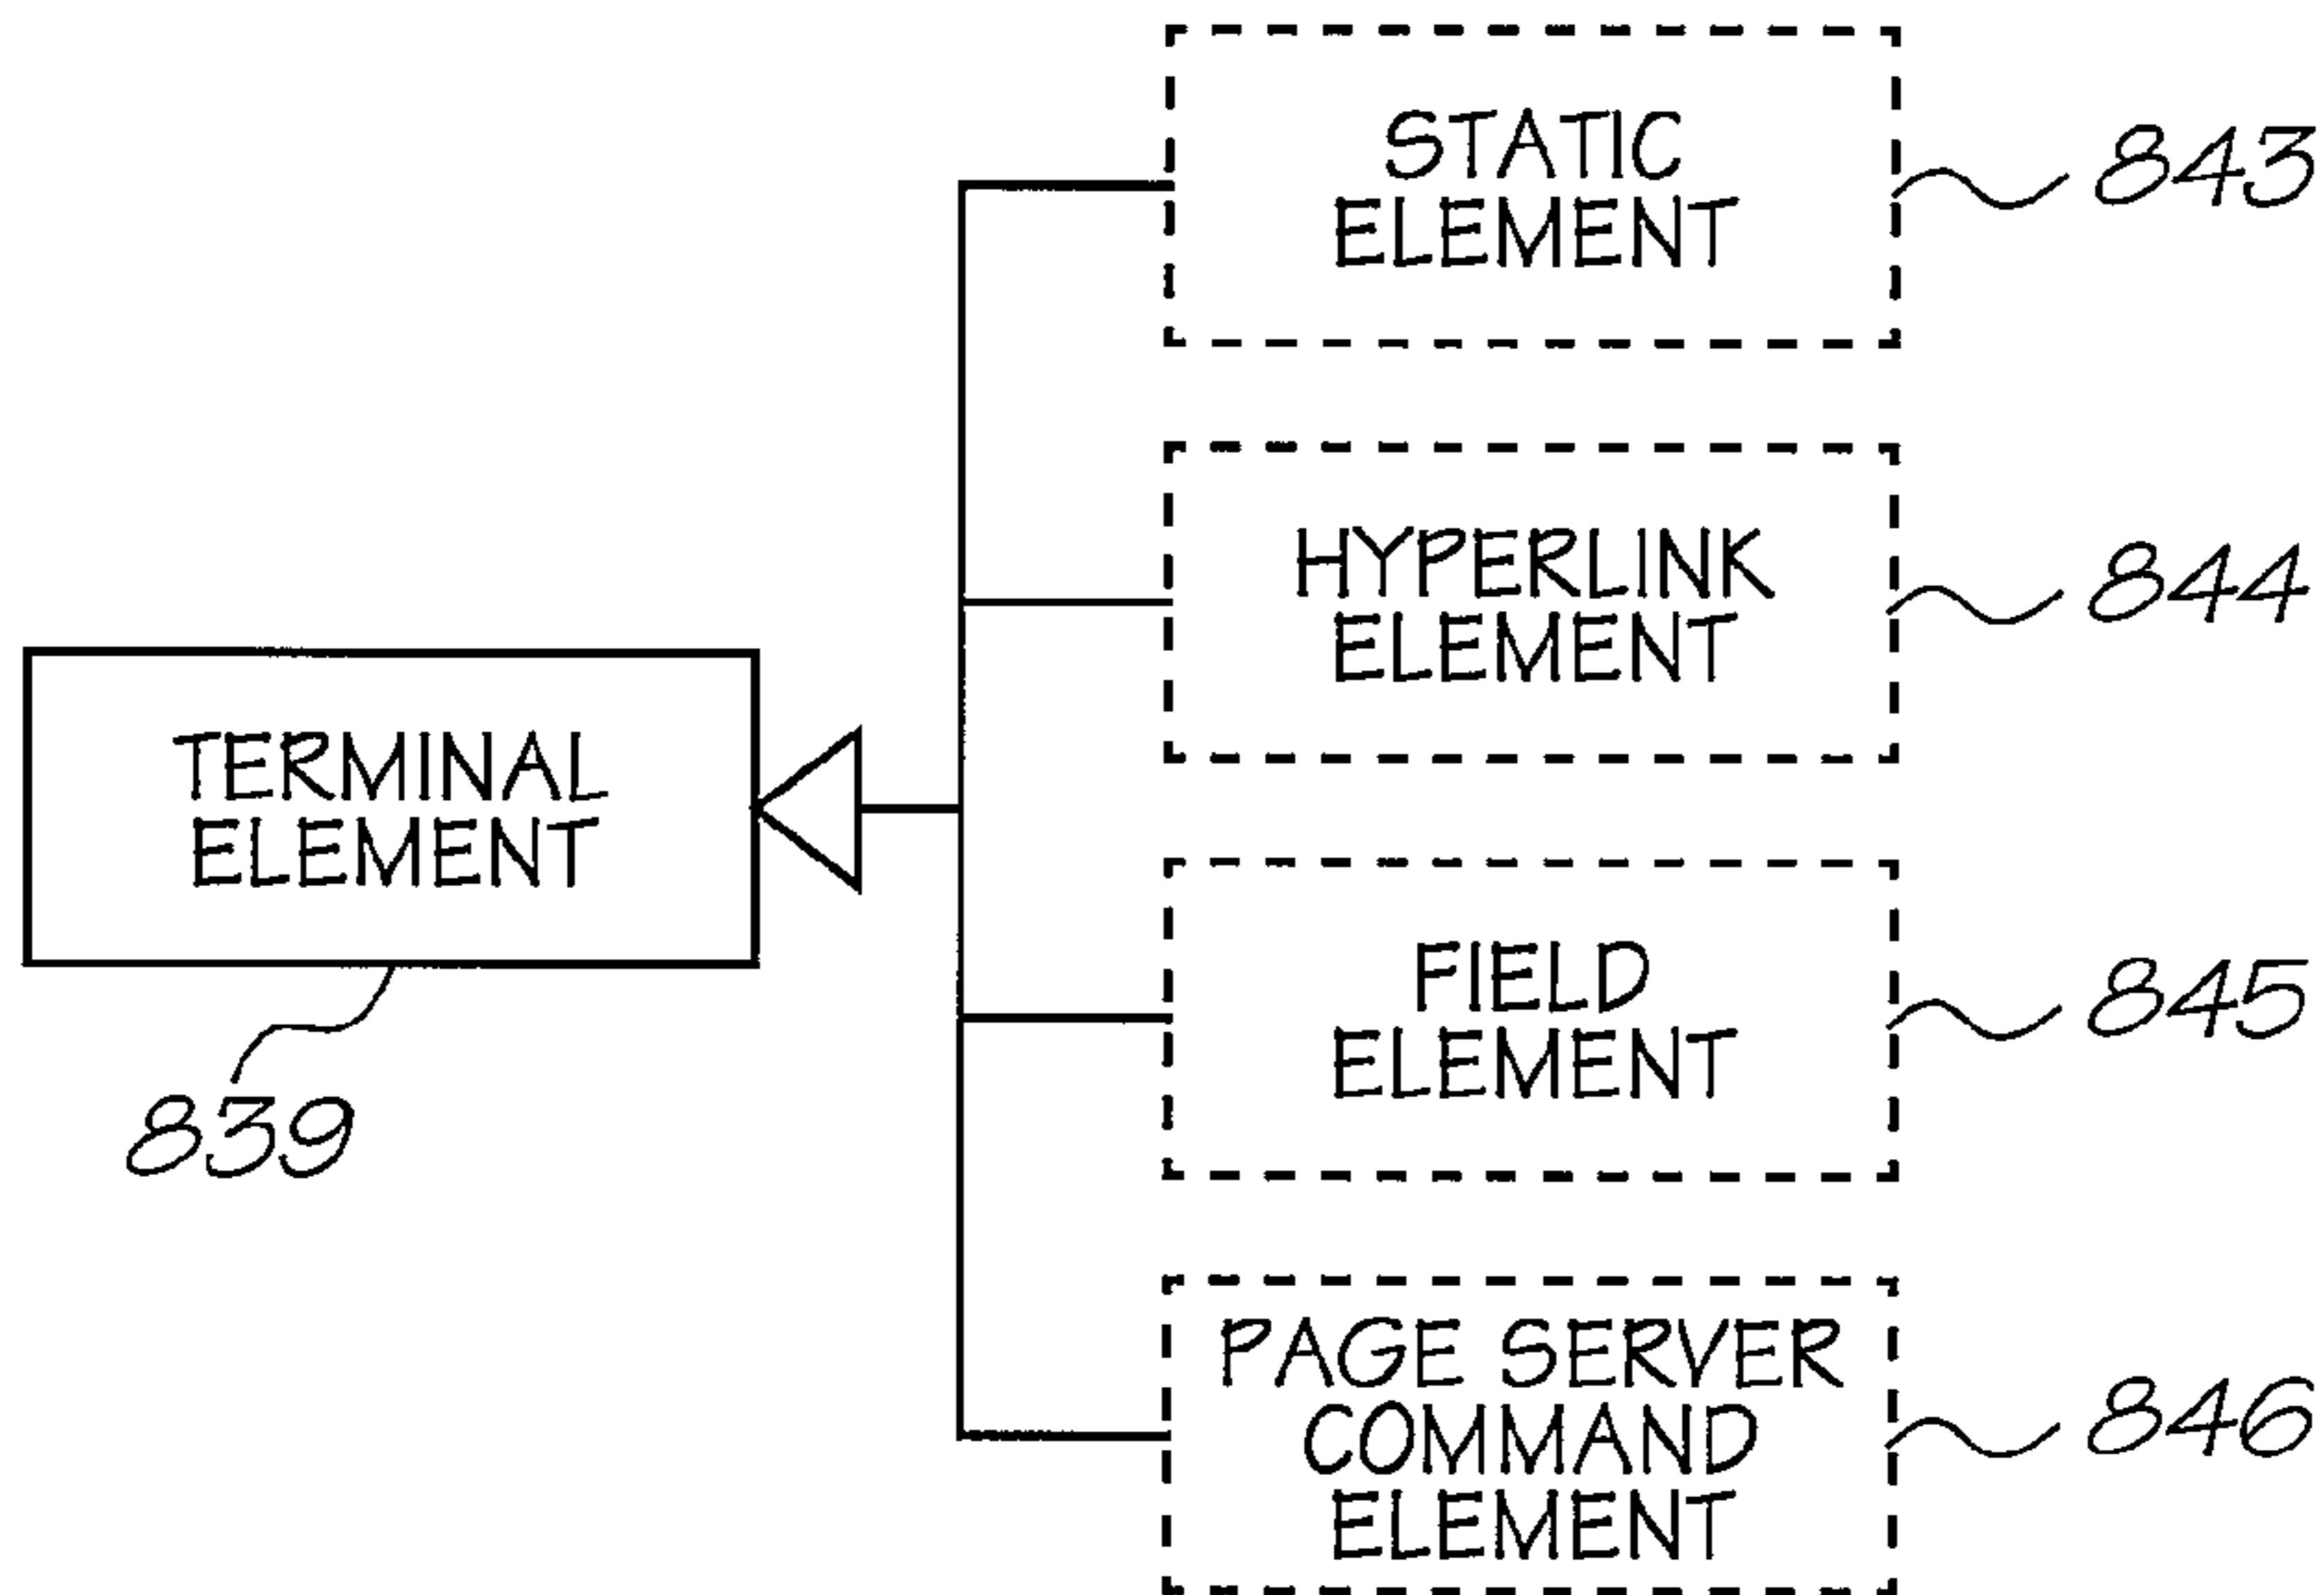 STATIC
ELEMENT
843
HYPERLINK
ELEMENT
844
TERMINAL
ELEMENT
839
FIELD
ELEMENT
845
PAGE SERVER
COMMAND
ELEMENT
846